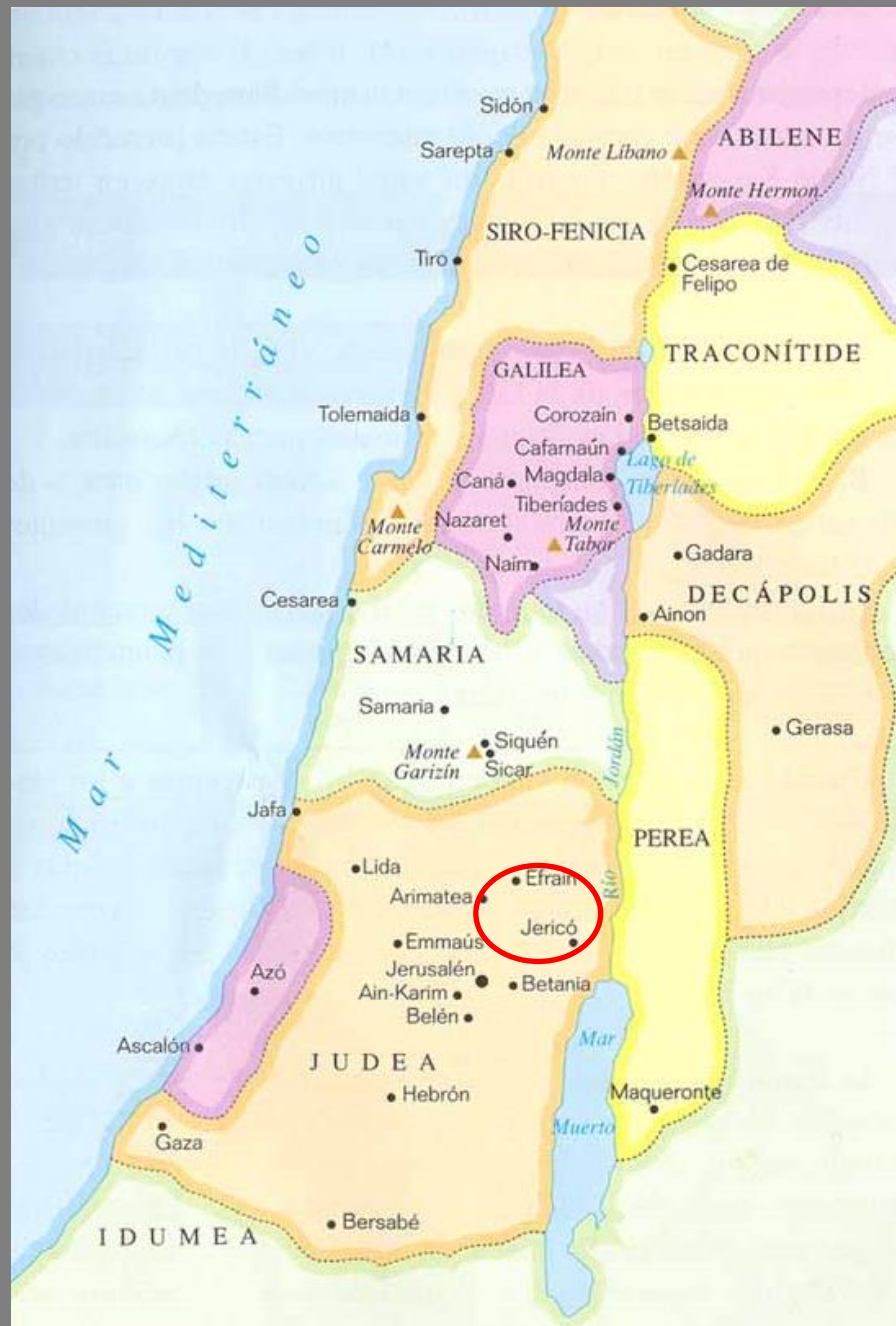 Sidón
Sarepta
Monte Líbano
ABILENE
Monte Hermon
SIRO-FENICIA
Tiro
Cesarea de
Felipo
TRACONÍTIDE
GALILEA
Tolemaida
Corozaín
Betsaida
Cafarnaún
Lago de
Tiberíades
Magdala
Caná
Tiberíades
Monte
Carmelo
Nazaret
Monte
Tabor
Naím
Gadara
DECÁPOLIS
Cesarea
Ainon
Mar Mediterráneo
SAMARIA
Samaria
Siquén
Monte
Garizín
Sicar
Gerasa
Río Jordán
Jafa
PEREA
Lida
Efraín
Arimatea
Jericó
Emmaús
Jerusalén
Azó
Ain-Karim
Betania
Belén
Ascalón
JUDEA
Mar
Muerto
Hebrón
Maqueronte
Gaza
Bersabé
IDUMEA